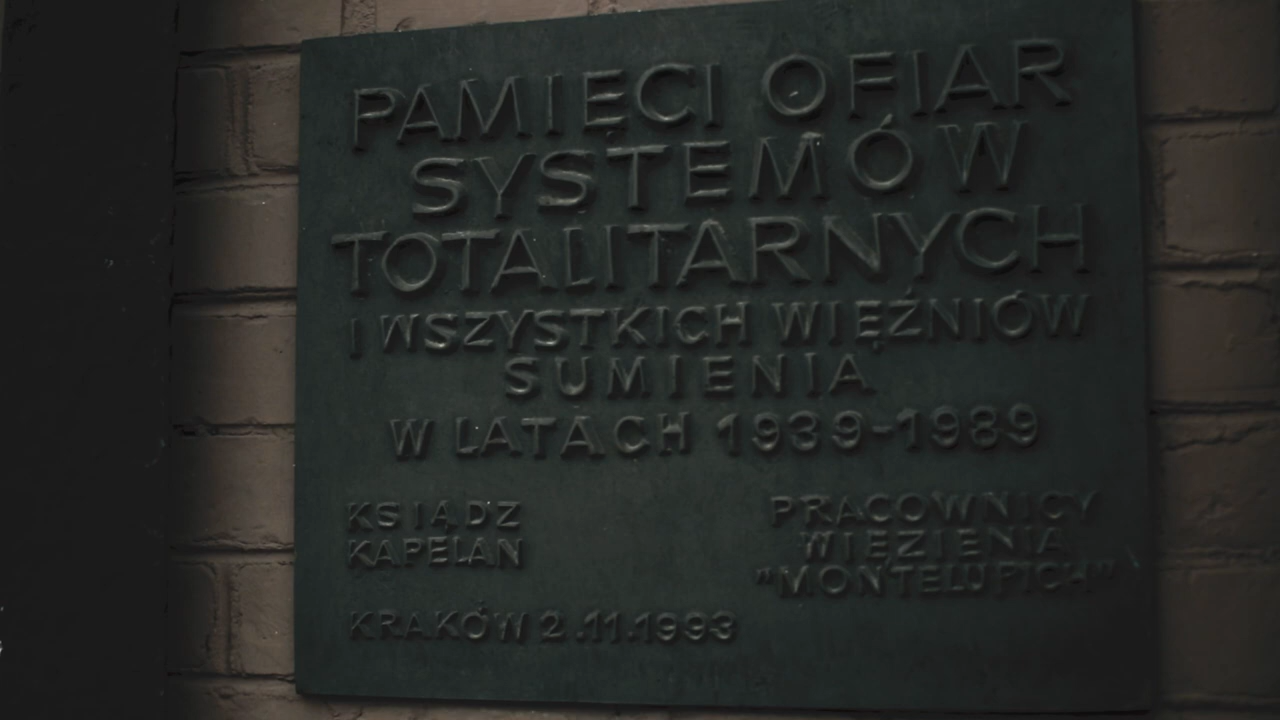 PAMIĘCI OFIAR
SYSTEMÓW
TOTALITARNYCH
I WSZYSTKICH WIĘŹNIÓW
SUMIENIA
W LATACH 1939-1989
KSIĄDZ
KAPELAN
PRACOWNICY
WIĘZIENIA
"MONTELUPICH"
KRAKÓW 2.11.1993